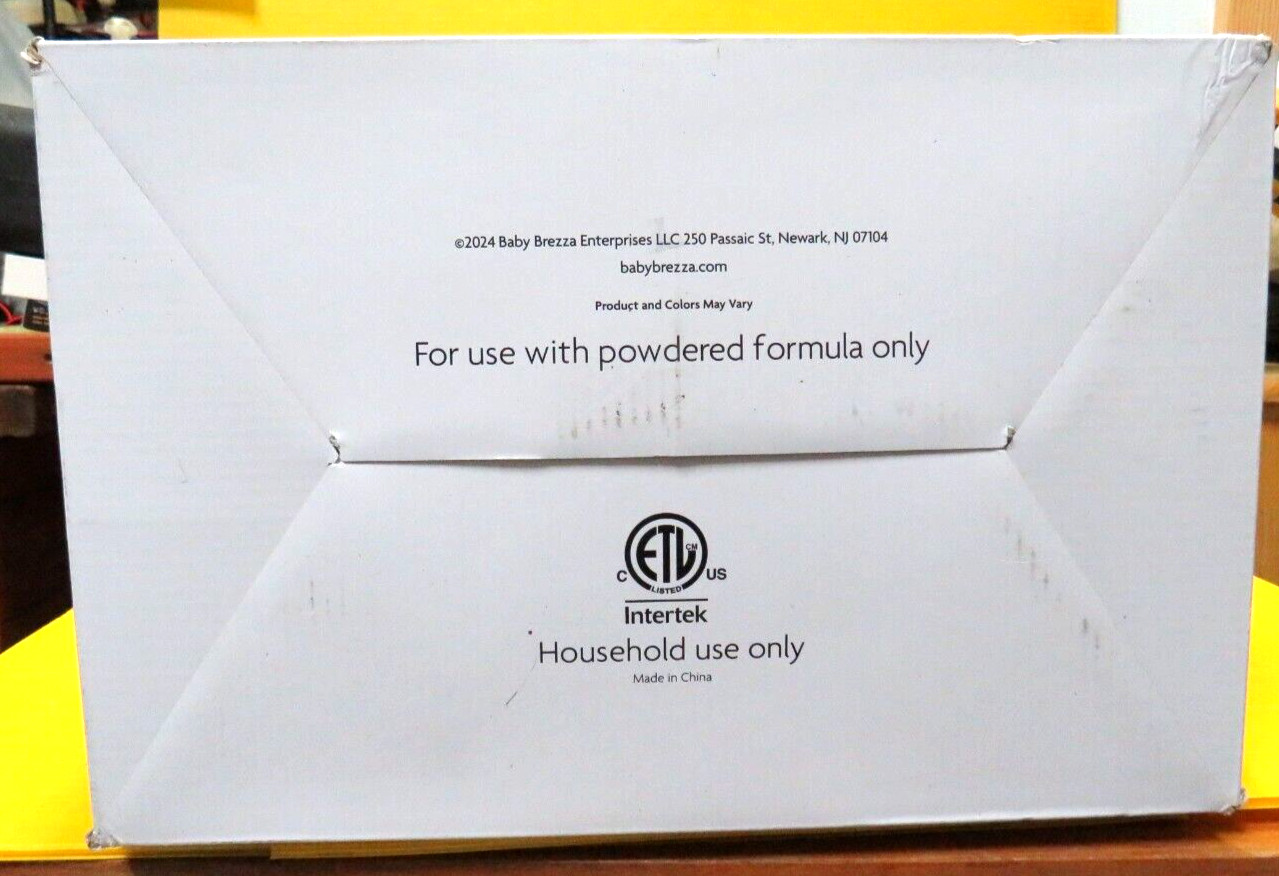 ©2024 Baby Brezza Enterprises LLC 250 Passaic St, Newark, NJ 07104
babybrezza.com
Product and Colors May Vary
For use with powdered formula only
ETL CM
C US
LISTED
Intertek
Household use only
Made in China